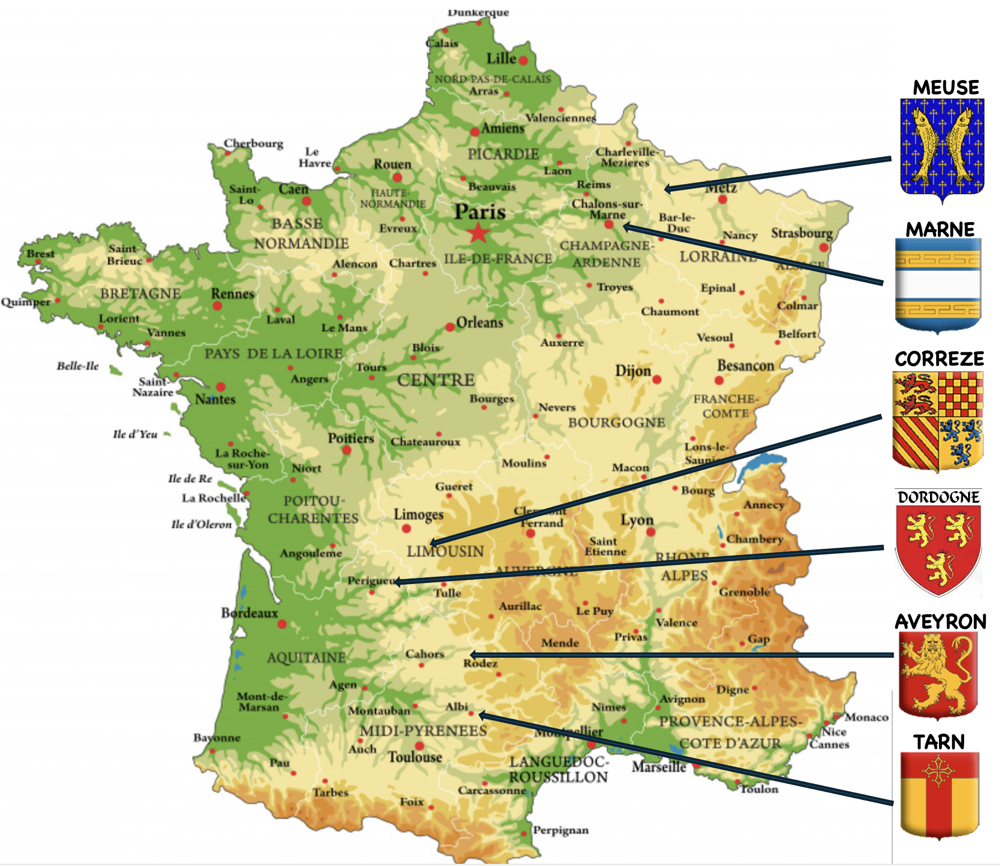 Dunkerque
Calais
Lille
NORD-PAS-DE-CALAIS
Arras
Valenciennes
Amiens
PICARDIE
Cherbourg
Le
Havre
Rouen
Charleville-
Mezieres
Laon
Beauvais
Reims
Metz
Saint-
Lo
Caen
HAUTE-
NORMANDIE
Chalons-sur-
Marne
Paris
Evreux
Bar-le-
Duc
Nancy
Strasbourg
BASSE
NORMANDIE
CHAMPAGNE-
ARDENNE
LORRAINE
ALSACE
ILE-DE-FRANCE
Brest
Saint-
Brieuc
Alencon
Chartres
BRETAGNE
Rennes
Troyes
Epinal
Quimper
Colmar
Chaumont
Lorient
Laval
Le Mans
Orleans
Vannes
Auxerre
Vesoul
Belfort
Blois
PAYS DE LA LOIRE
Belle-Ile
Tours
Angers
CENTRE
Dijon
Besancon
Saint-
Nazaire
Nantes
Bourges
Nevers
FRANCHE-
COMTE
BOURGOGNE
Ile d'Yeu
Poitiers
Chateauroux
La Roche-
sur-Yon
Niort
Moulins
Macon
Lons-le-
Saunier
Ile de Re
La Rochelle
Gueret
Bourg
POITOU-
CHARENTES
Limoges
Clermont
Ferrand
Lyon
Annecy
Ile d'Oleron
Angouleme
LIMOUSIN
Saint
Etienne
Chambery
RHONE
ALPES
AUVERGNE
Perigueu
Tulle
Grenoble
Bordeaux
Aurillac
Le Puy
Valence
Privas
Gap
Mende
AQUITAINE
Cahors
Rodez
Agen
Digne
Mont-de-
Marsan
Montauban
Albi
Nimes
Avignon
PROVENCE-ALPES-
COTE D'AZUR
Monaco
Nice
Cannes
MIDI-PYRENEES
Montpellier
Bayonne
Auch
Toulouse
Pau
LANGUEDOC-
ROUSSILLON
Marseille
Toulon
Tarbes
Carcassonne
Foix
Perpignan
MEUSE
MARNE
CORREZE
DORDOGNE
AVEYRON
TARN